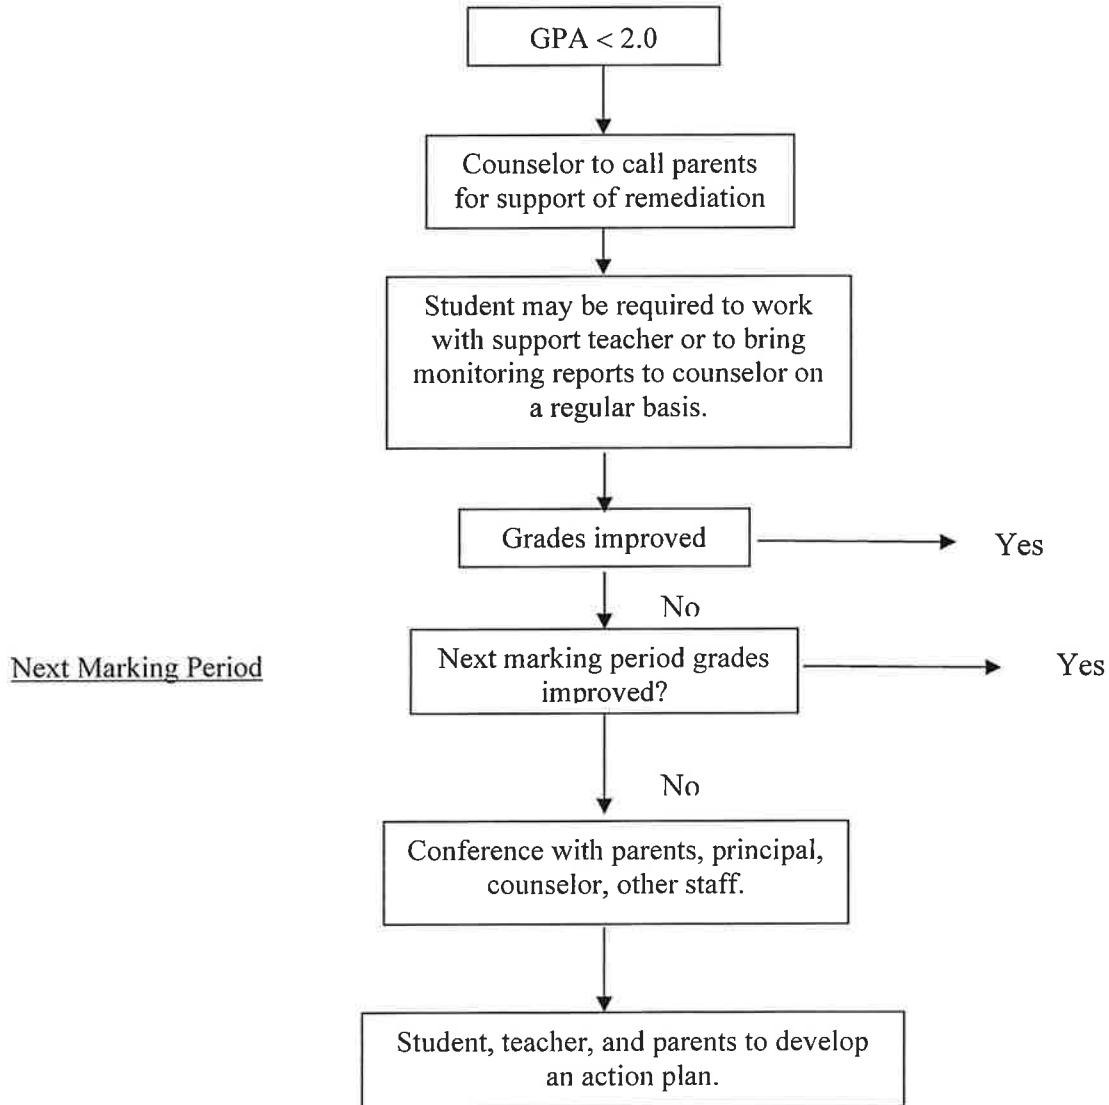 GPA < 2.0
Counselor to call parents
for support of remediation
Student may be required to work
with support teacher or to bring
monitoring reports to counselor on
a regular basis.
Grades improved
Yes
No
Next Marking Period
Next marking period grades
improved?
Yes
No
Conference with parents, principal,
counselor, other staff.
Student, teacher, and parents to develop
an action plan.